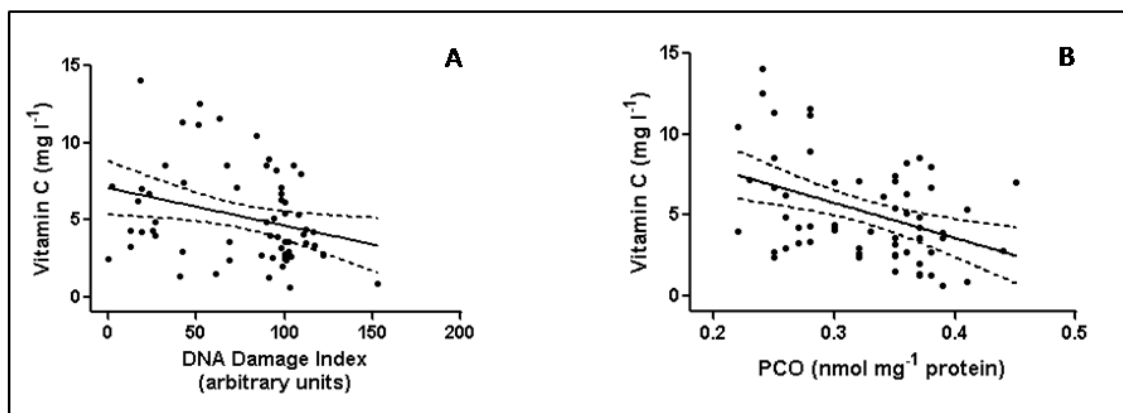 A
15
10
5
0
Vitamin C (mg l⁻¹)
0
50
100
150
200
DNA Damage Index
(arbitrary units)
B
15
10
5
0
Vitamin C (mg l⁻¹)
0.2
0.3
0.4
0.5
PCO (nmol mg⁻¹ protein)